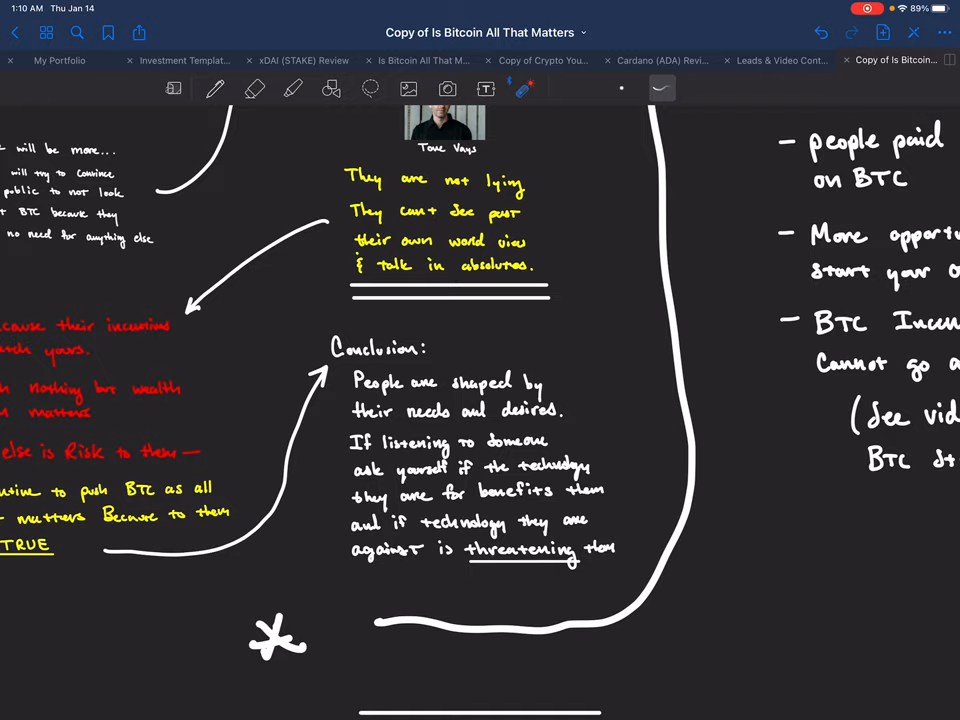 1:10 AM Thu Jan 14
89%
Copy of Is Bitcoin All That Matters
My Portfolio
Investment Templat...
xDAI (STAKE) Review
Is Bitcoin All That M...
Copy of Crypto You...
Cardano (ADA) Revi...
Leads & Video Cont...
Copy of Is Bitcoin...
will be more...
will try to convince
public to not look
BTC because they
no need for anything else
Tone Vays
They are not lying
They can't see past
their own world view
& talk in absolutes.
cause their
yours.
nothing but wealth
matters
else is Risk to them —
to push BTC as all
matters Because to them
TRUE
Conclusion:
People are shaped by
their needs and desires.
If listening to someone
ask yourself if the technology
they are for benefits them
and if technology they are
against is threatening them
- people paid
on BTC
- More
start your
- BTC
Cannot go
(See
BTC